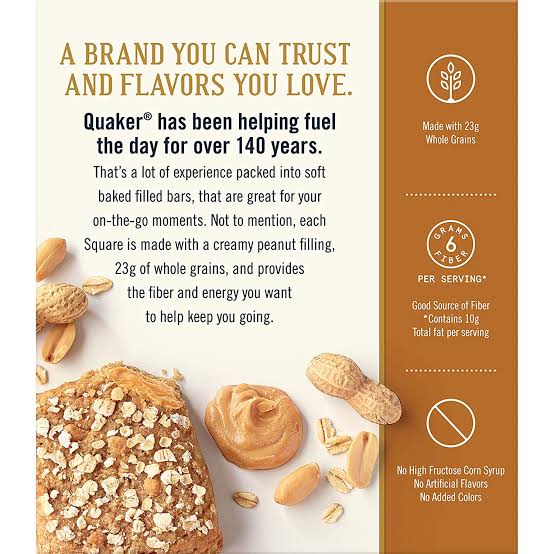 A BRAND YOU CAN TRUST
AND FLAVORS YOU LOVE.
Quaker® has been helping fuel
the day for over 140 years.
That's a lot of experience packed into soft
baked filled bars, that are great for your
on-the-go moments. Not to mention, each
Square is made with a creamy peanut filling,
23g of whole grains, and provides
the fiber and energy you want
to help keep you going.
Made with 23g
Whole Grains
GRAMS
6
FIBER
PER SERVING*
Good Source of Fiber
*Contains 10g
Total fat per serving
No High Fructose Corn Syrup
No Artificial Flavors
No Added Colors